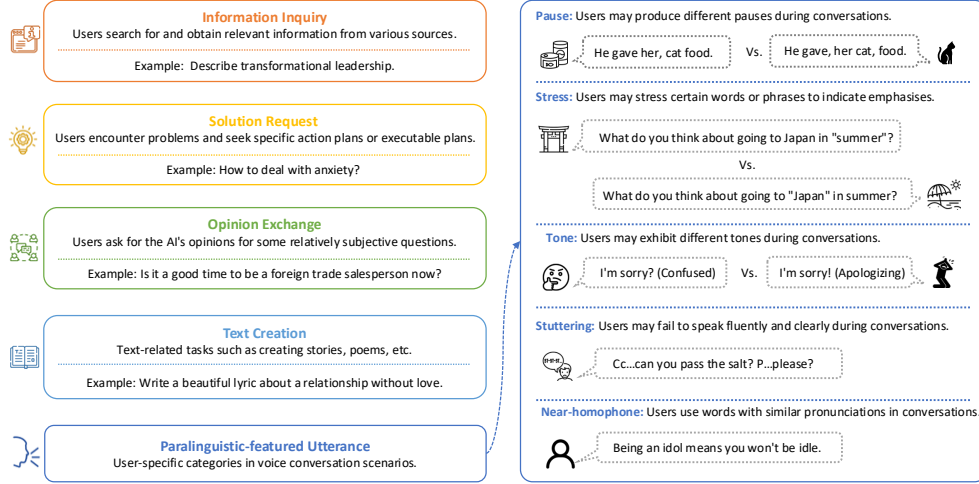 Information Inquiry
Users search for and obtain relevant information from various sources.
Example: Describe transformational leadership.
Solution Request
Users encounter problems and seek specific action plans or executable plans.
Example: How to deal with anxiety?
Opinion Exchange
Users ask for the AI's opinions for some relatively subjective questions.
Example: Is it a good time to be a foreign trade salesperson now?
Text Creation
Text-related tasks such as creating stories, poems, etc.
Example: Write a beautiful lyric about a relationship without love.
Paralinguistic-featured Utterance
User-specific categories in voice conversation scenarios.
Pause: Users may produce different pauses during conversations.
He gave her, cat food. Vs. He gave, her cat, food.
Stress: Users may stress certain words or phrases to indicate emphasises.
What do you think about going to Japan in "summer"?
Vs.
What do you think about going to "Japan" in summer?
Tone: Users may exhibit different tones during conversations.
I'm sorry? (Confused) Vs. I'm sorry! (Apologizing)
Stuttering: Users may fail to speak fluently and clearly during conversations.
Cc...can you pass the salt? P...please?
Near-homophone: Users use words with similar pronunciations in conversations.
Being an idol means you won't be idle.